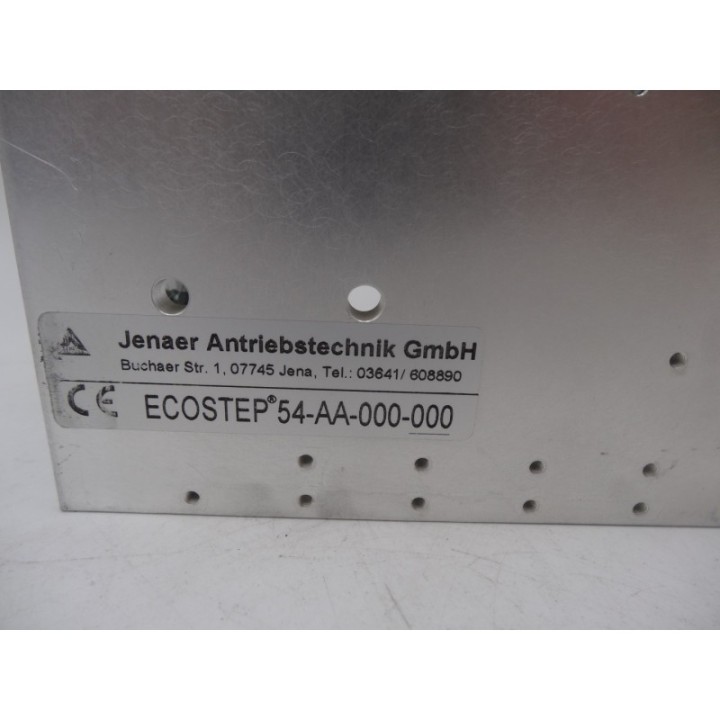 Jenaer Antriebstechnik GmbH
Buchaer Str. 1, 07745 Jena, Tel.: 03641/ 608890
CE ECOSTEP®54-AA-000-000